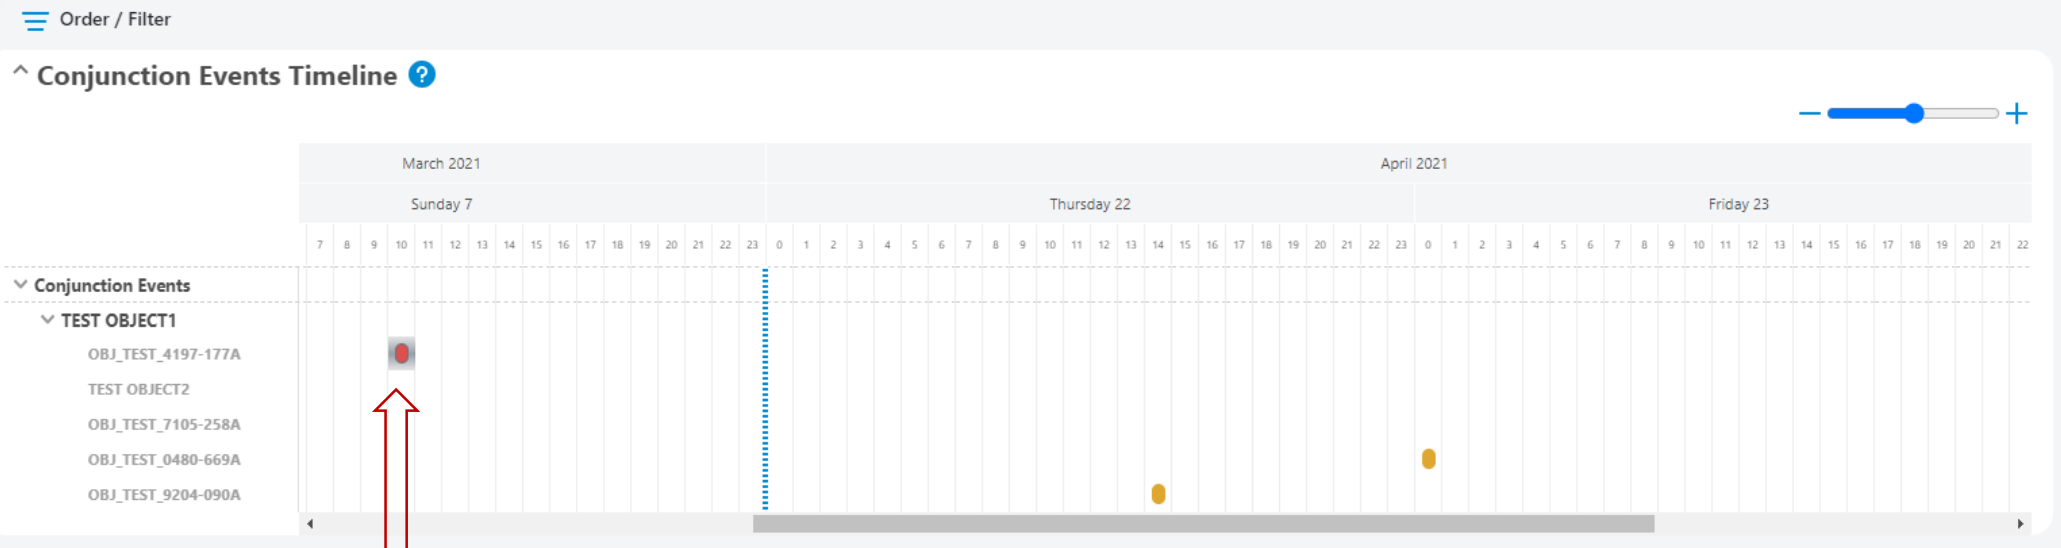 Order / Filter
Conjunction Events Timeline ?
March 2021 April 2021
Sunday 7 Thursday 22 Friday 23
7 8 9 10 11 12 13 14 15 16 17 18 19 20 21 22 23 0 1 2 3 4 5 6 7 8 9 10 11 12 13 14 15 16 17 18 19 20 21 22 23 0 1 2 3 4 5 6 7 8 9 10 11 12 13 14 15 16 17 18 19 20 21 22
Conjunction Events
TEST OBJECT1
OBJ_TEST_4197-177A
TEST OBJECT2
OBJ_TEST_7105-258A
OBJ_TEST_0480-669A
OBJ_TEST_9204-090A